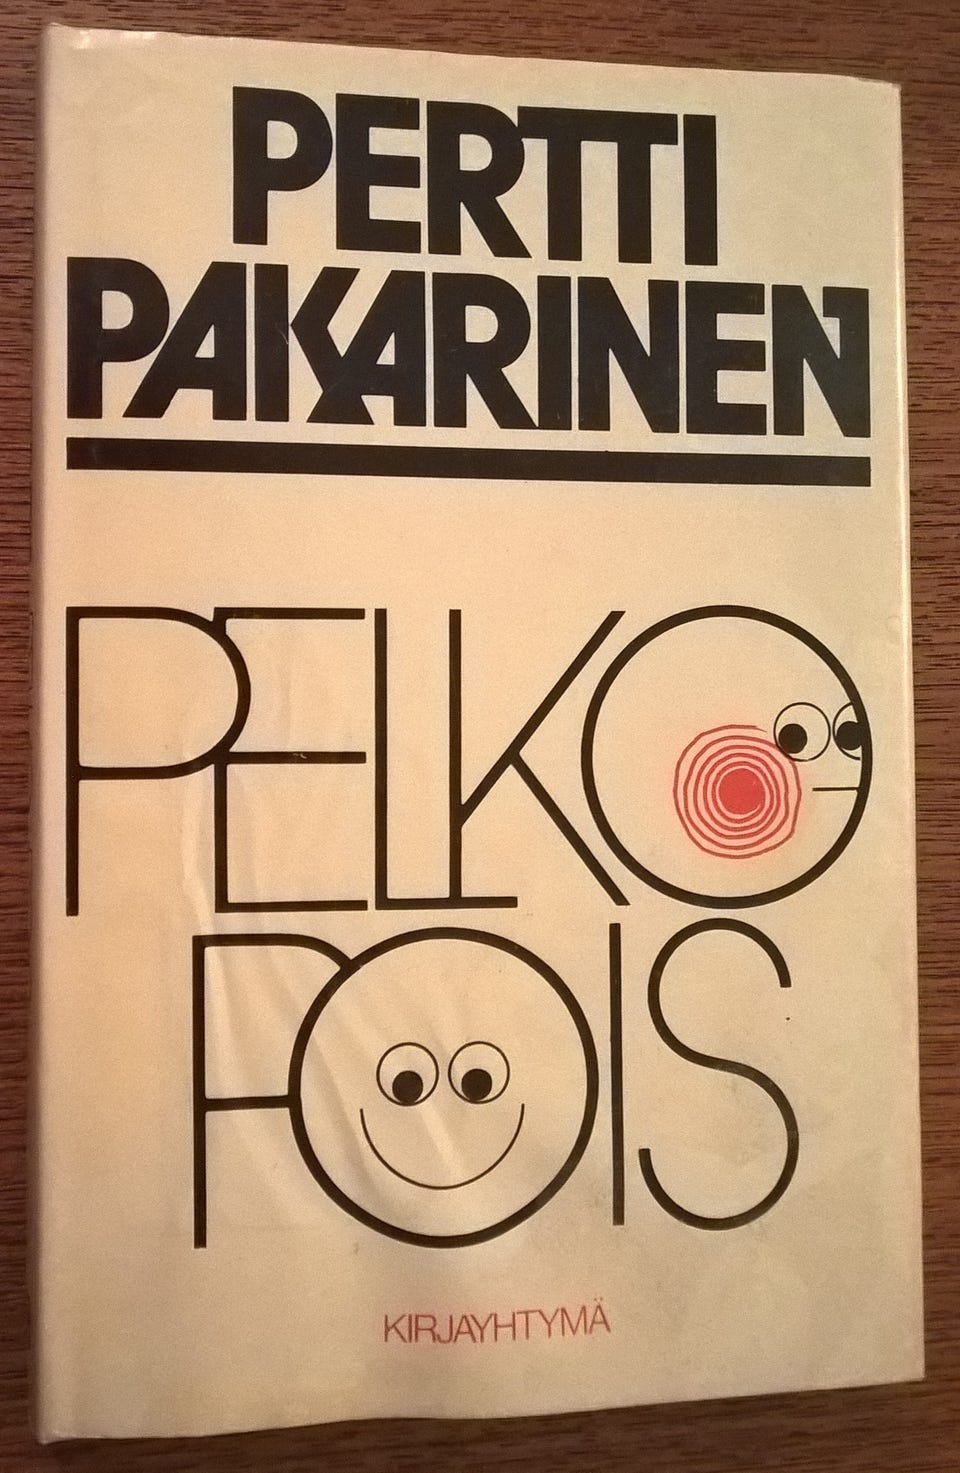 PERTTI
PAKARINEN
PELKO
POIS
KIRJAYHTYMÄ